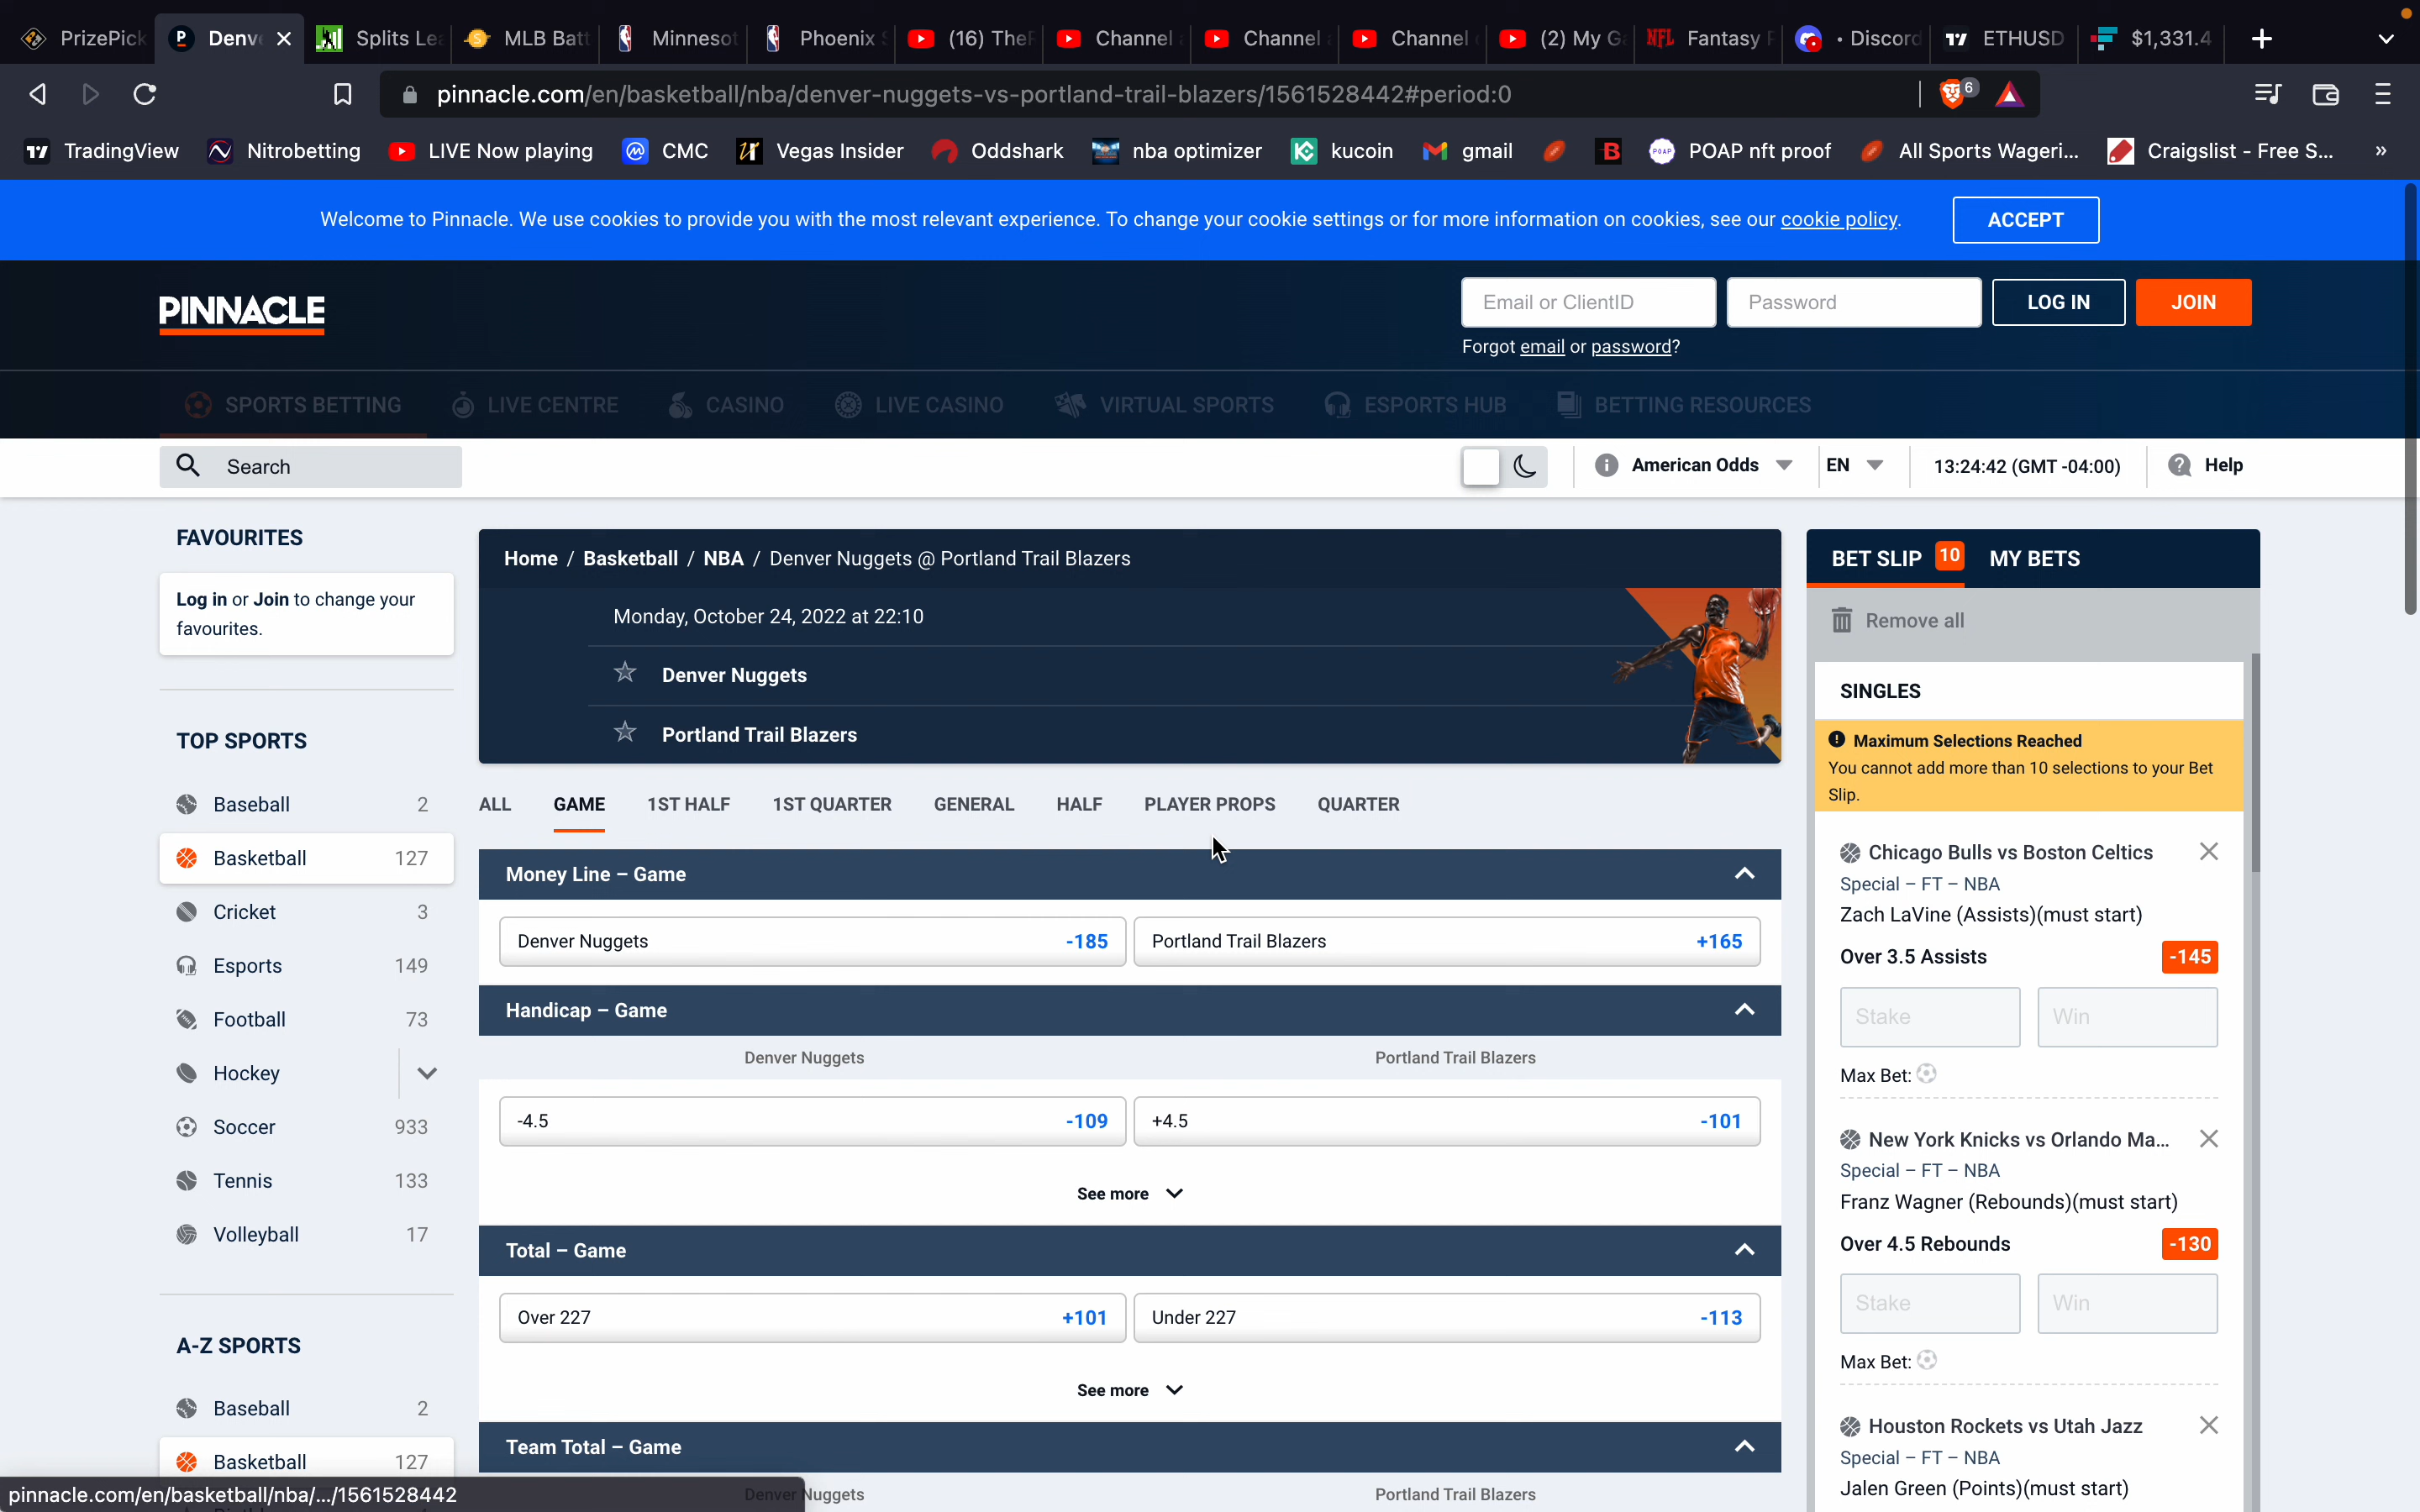 PrizePick
Denve
Splits Lea
MLB Batt
Minnesot
Phoenix S
(16) TheP
Channel
Channel
Channel
(2) My Ga
NFL Fantasy
• Discord
ETHUSD
$1,331.4
pinnacle.com/en/basketball/nba/denver-nuggets-vs-portland-trail-blazers/1561528442#period:0
6
TradingView
Nitrobetting
LIVE Now playing
CMC
Vegas Insider
Oddshark
nba optimizer
kucoin
gmail
B
POAP nft proof
All Sports Wageri...
Craigslist - Free S...
»
Welcome to Pinnacle. We use cookies to provide you with the most relevant experience. To change your cookie settings or for more information on cookies, see our cookie policy.
ACCEPT
PINNACLE
Email or ClientID
Password
LOG IN
JOIN
Forgot email or password?
SPORTS BETTING
LIVE CENTRE
CASINO
LIVE CASINO
VIRTUAL SPORTS
ESPORTS HUB
BETTING RESOURCES
Search
American Odds
EN
13:24:42 (GMT -04:00)
Help
FAVOURITES
Log in or Join to change your
favourites.
TOP SPORTS
Baseball 2
Basketball 127
Cricket 3
Esports 149
Football 73
Hockey
Soccer 933
Tennis 133
Volleyball 17
A-Z SPORTS
Baseball 2
Basketball 127
pinnacle.com/en/basketball/nba/.../1561528442
Home / Basketball / NBA / Denver Nuggets @ Portland Trail Blazers
Monday, October 24, 2022 at 22:10
Denver Nuggets
Portland Trail Blazers
ALL GAME 1ST HALF 1ST QUARTER GENERAL HALF PLAYER PROPS QUARTER
Money Line – Game
Denver Nuggets -185 Portland Trail Blazers +165
Handicap – Game
Denver Nuggets Portland Trail Blazers
-4.5 -109 +4.5 -101
See more
Total – Game
Over 227 +101 Under 227 -113
See more
Team Total – Game
Denver Nuggets Portland Trail Blazers
BET SLIP 10 MY BETS
Remove all
SINGLES
Maximum Selections Reached
You cannot add more than 10 selections to your Bet
Slip.
Chicago Bulls vs Boston Celtics
Special – FT – NBA
Zach LaVine (Assists)(must start)
Over 3.5 Assists -145
Stake Win
Max Bet:
New York Knicks vs Orlando Ma...
Special – FT – NBA
Franz Wagner (Rebounds)(must start)
Over 4.5 Rebounds -130
Stake Win
Max Bet:
Houston Rockets vs Utah Jazz
Special – FT – NBA
Jalen Green (Points)(must start)